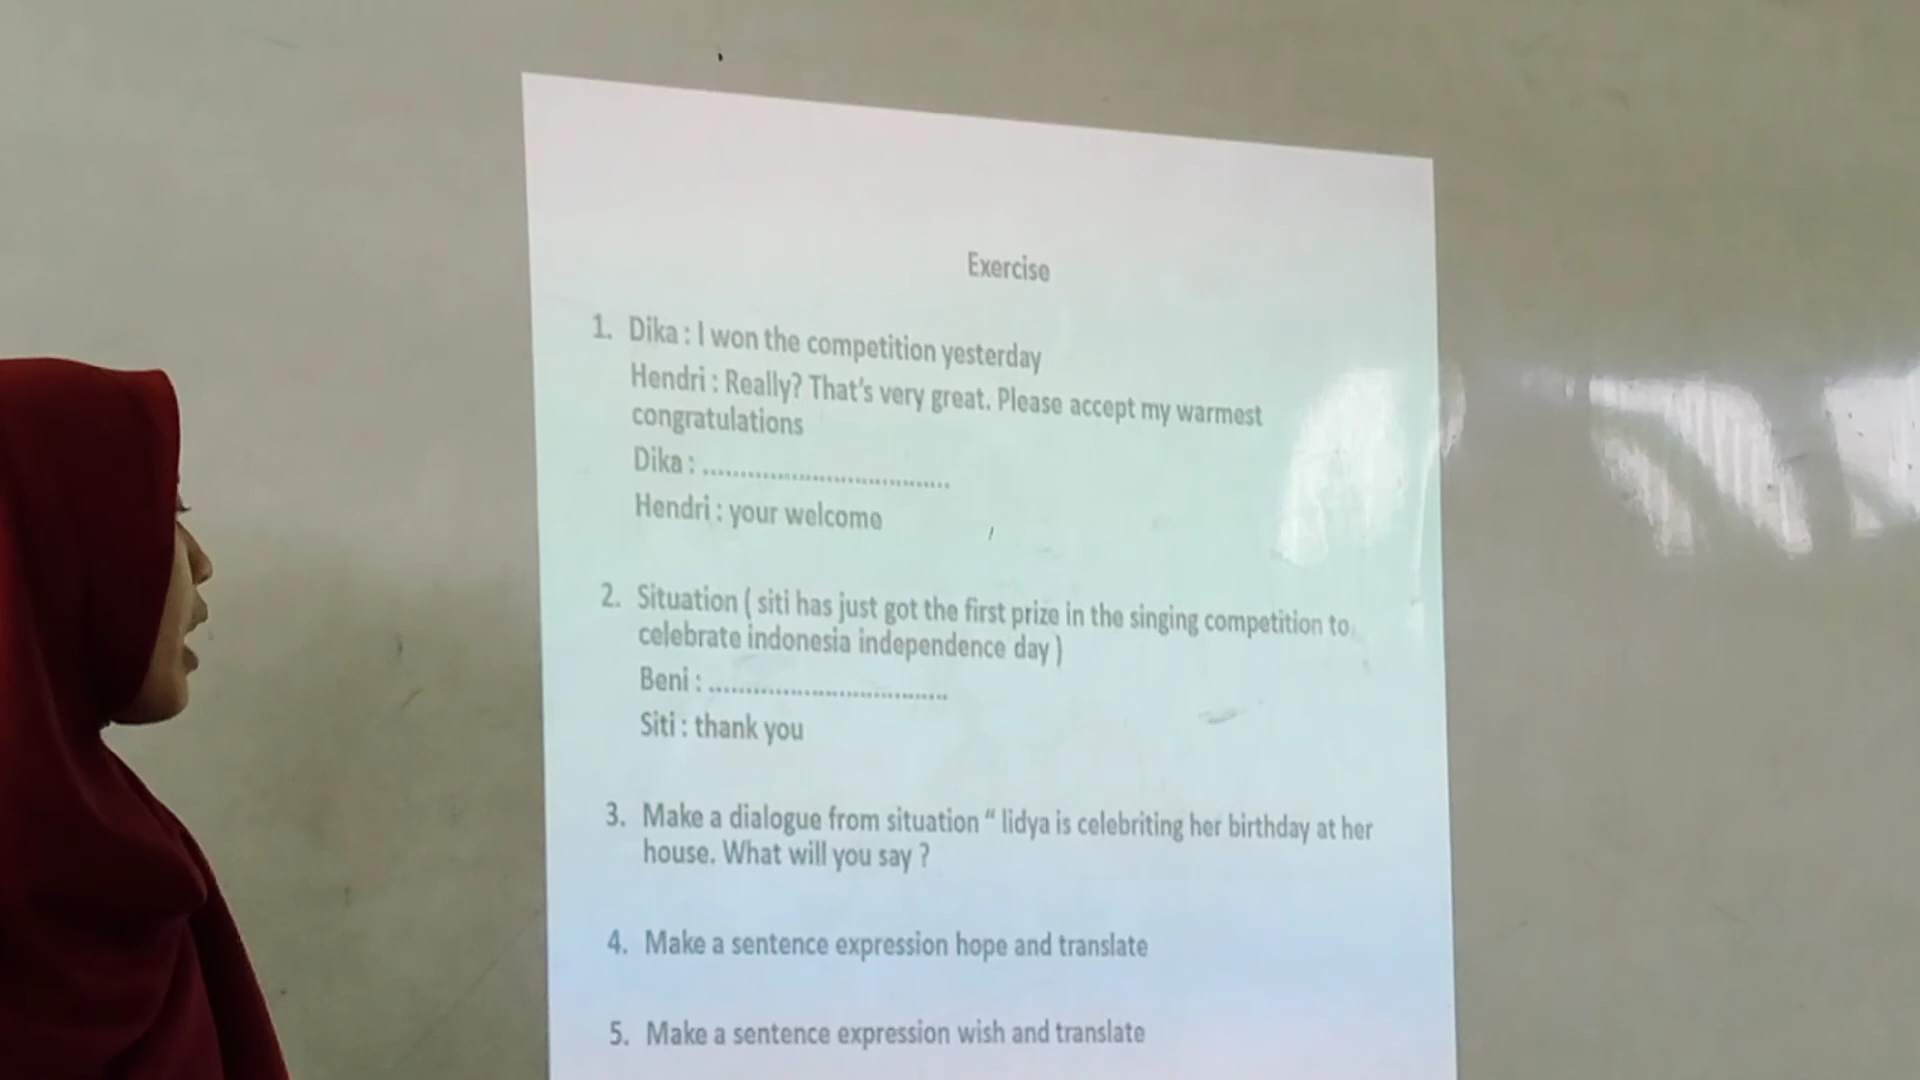 Exercise
1. Dika : I won the competition yesterday
Hendri : Really? That's very great. Please accept my warmest
congratulations
Dika : ....................................
Hendri : your welcome
2. Situation ( siti has just got the first prize in the singing competition to
celebrate indonesia independence day )
Beni : ...................................
Siti : thank you
3. Make a dialogue from situation “ lidya is celebriting her birthday at her
house. What will you say ?
4. Make a sentence expression hope and translate
5. Make a sentence expression wish and translate